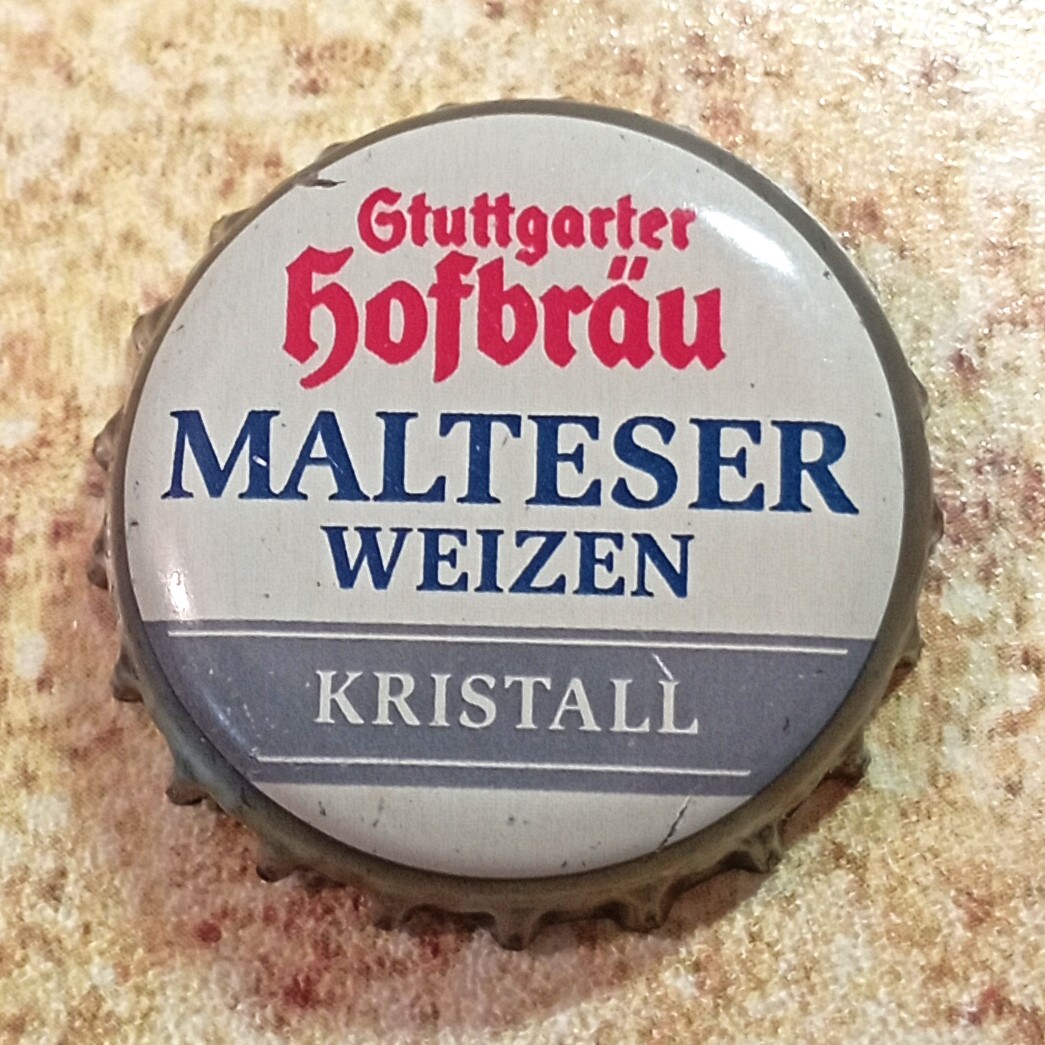 Stuttgarter
Hofbräu
MALTESER
WEIZEN
KRISTALL